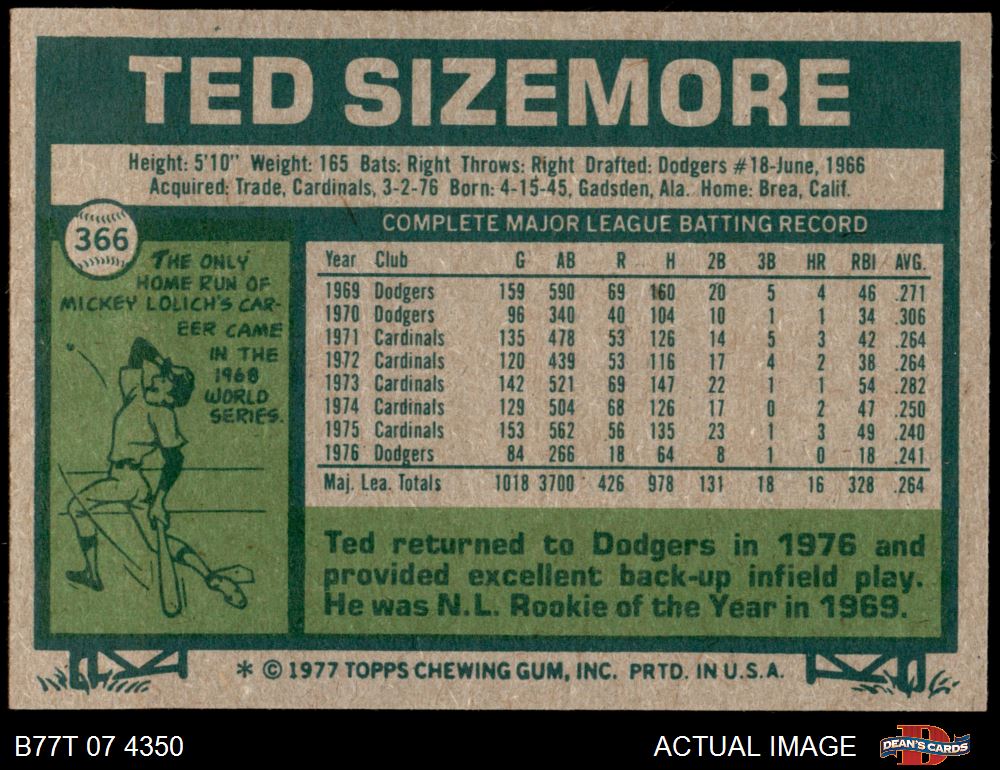 TED SIZEMORE
Height: 5'10" Weight: 165 Bats: Right Throws: Right Drafted: Dodgers #18-June, 1966
Acquired: Trade, Cardinals, 3-2-76 Born: 4-15-45, Gadsden, Ala. Home: Brea, Calif.
366
THE ONLY
HOME RUN OF
MICKEY LOLICH'S CAR-
EER CAME
IN THE
1968
WORLD
SERIES.
COMPLETE MAJOR LEAGUE BATTING RECORD
Year Club G AB R H 2B 3B HR RBI AVG.
1969 Dodgers 159 590 69 160 20 5 4 46 .271
1970 Dodgers 96 340 40 104 10 1 1 34 .306
1971 Cardinals 135 478 53 126 14 5 3 42 .264
1972 Cardinals 120 439 53 116 17 4 2 38 .264
1973 Cardinals 142 521 69 147 22 1 1 54 .282
1974 Cardinals 129 504 68 126 17 0 2 47 .250
1975 Cardinals 153 562 56 135 23 1 3 49 .240
1976 Dodgers 84 266 18 64 8 1 0 18 .241
Maj. Lea. Totals 1018 3700 426 978 131 18 16 328 .264
Ted returned to Dodgers in 1976 and
provided excellent back-up infield play.
He was N.L. Rookie of the Year in 1969.
* © 1977 TOPPS CHEWING GUM, INC. PRTD. IN U.S.A.
B77T 07 4350
ACTUAL IMAGE
D
DEAN'S CARDS